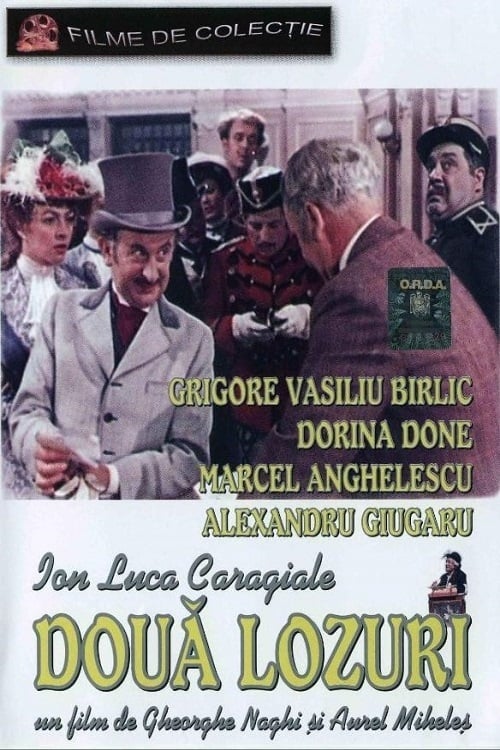 FILME DE COLECȚIE
O.R.D.A.
GRIGORE VASILIU BIRLIC
DORINA DONE
MARCEL ANGHELESCU
ALEXANDRU GIUGARU
Ion Luca Caragiale
DOUĂ LOZURI
un film de Gheorghe Naghi și Aurel Miheleș